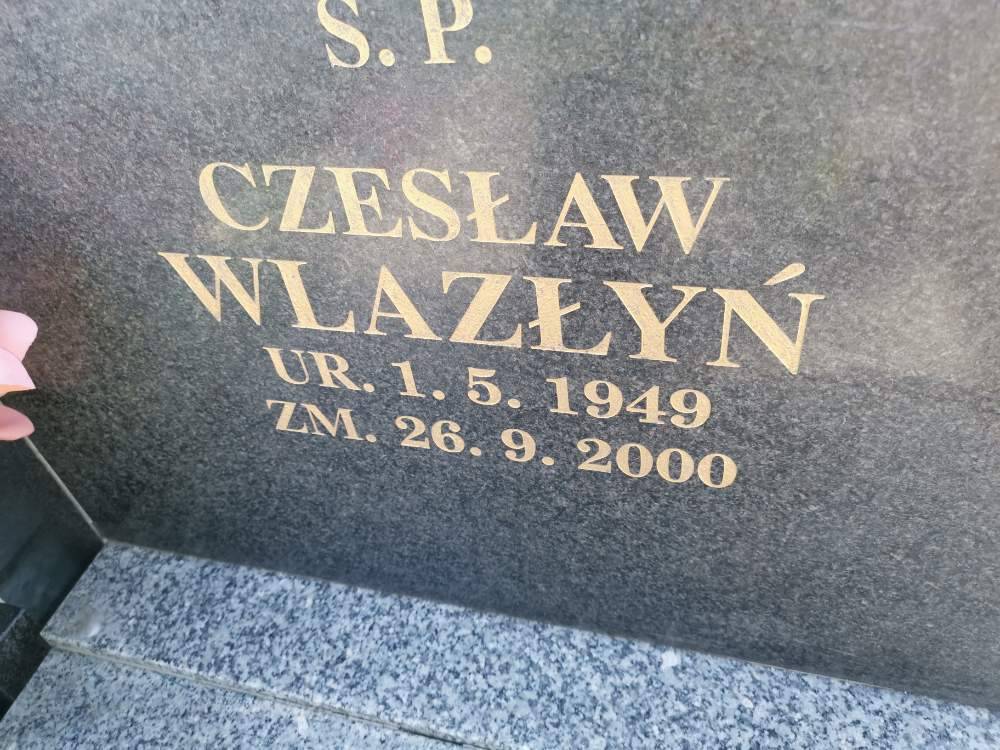 Ś. P.
CZESŁAW
WLAZŁYŃ
UR. 1. 5. 1949
ZM. 26. 9. 2000